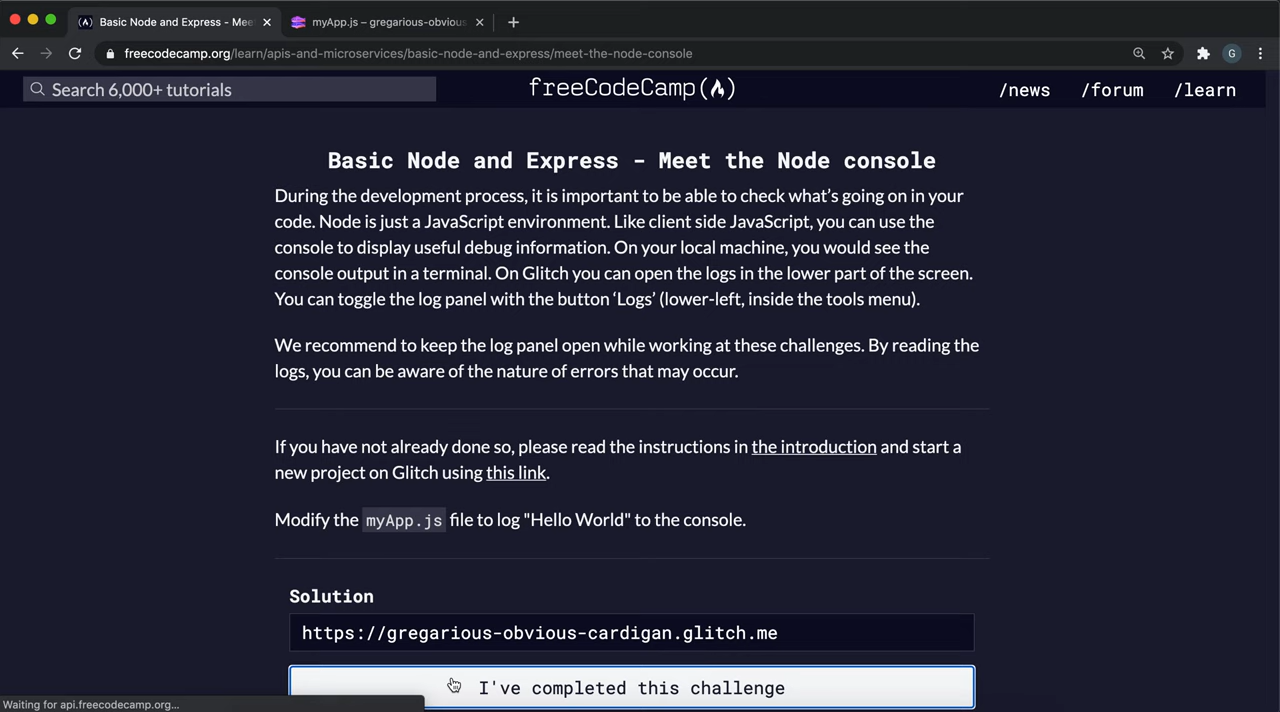 Basic Node and Express - Meet
myApp.js – gregarious-obvious
freecodecamp.org/learn/apis-and-microservices/basic-node-and-express/meet-the-node-console
G
Search 6,000+ tutorials
freeCodeCamp
/news
/forum
/learn
Basic Node and Express - Meet the Node console
During the development process, it is important to be able to check what’s going on in your
code. Node is just a JavaScript environment. Like client side JavaScript, you can use the
console to display useful debug information. On your local machine, you would see the
console output in a terminal. On Glitch you can open the logs in the lower part of the screen.
You can toggle the log panel with the button ‘Logs’ (lower-left, inside the tools menu).
We recommend to keep the log panel open while working at these challenges. By reading the
logs, you can be aware of the nature of errors that may occur.
If you have not already done so, please read the instructions in the introduction and start a
new project on Glitch using this link.
Modify the myApp.js file to log "Hello World" to the console.
Solution
https://gregarious-obvious-cardigan.glitch.me
I've completed this challenge
Waiting for api.freecodecamp.org...